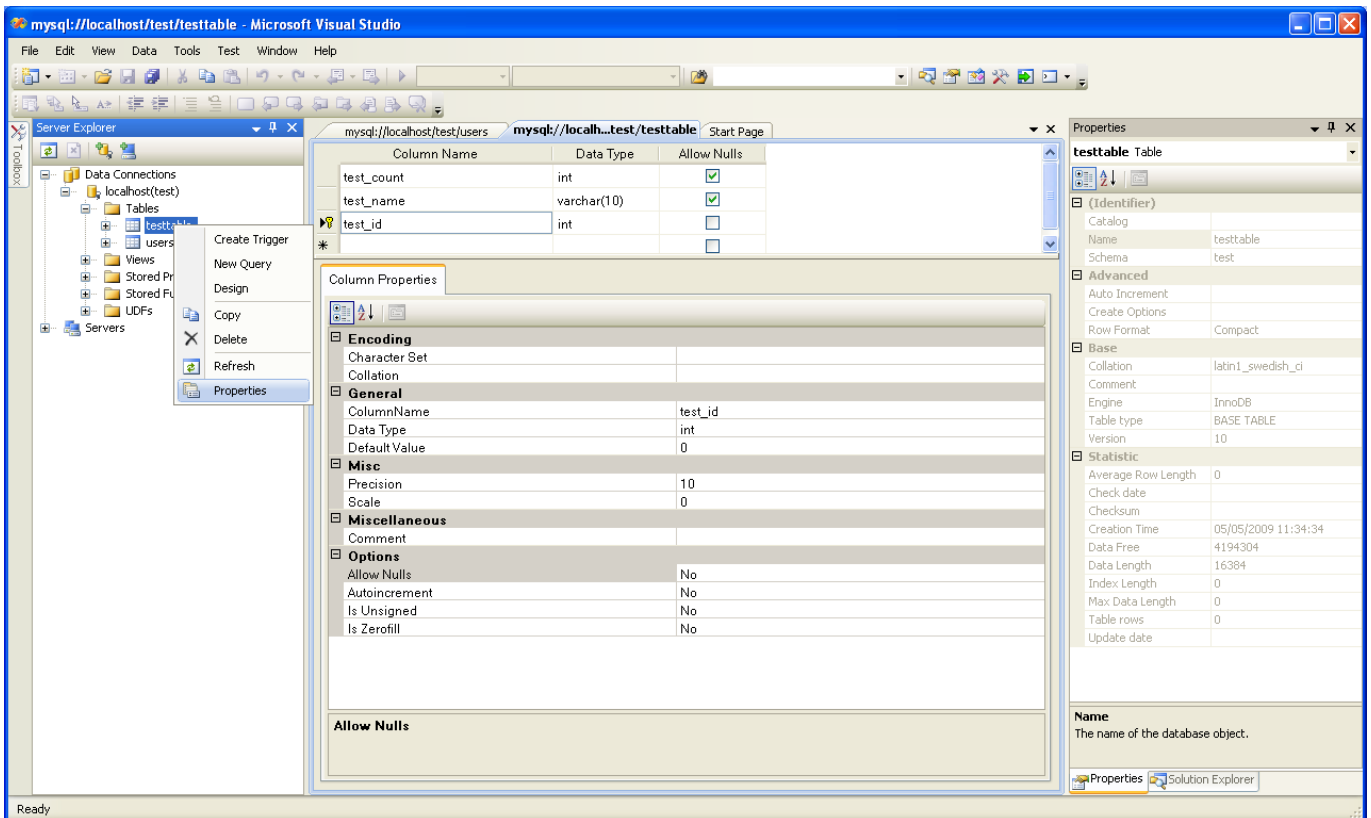 mysql://localhost/test/testtable - Microsoft Visual Studio
File Edit View Data Tools Test Window Help
Toolbox
Server Explorer
Data Connections
localhost(test)
Tables
testtable
users
Views
Stored Pr
Stored Fu
UDFs
Servers
Create Trigger
New Query
Design
Copy
Delete
Refresh
Properties
mysql://localhost/test/users mysql://localh...test/testtable Start Page
Column Name Data Type Allow Nulls
test_count int
test_name varchar(10)
test_id int
Column Properties
Encoding
Character Set
Collation
General
ColumnName test_id
Data Type int
Default Value 0
Misc
Precision 10
Scale 0
Miscellaneous
Comment
Options
Allow Nulls No
Autoincrement No
Is Unsigned No
Is Zerofill No
Allow Nulls
Properties
testtable Table
(Identifier)
Catalog
Name testtable
Schema test
Advanced
Auto Increment
Create Options
Row Format Compact
Base
Collation latin1_swedish_ci
Comment
Engine InnoDB
Table type BASE TABLE
Version 10
Statistic
Average Row Length 0
Check date
Checksum
Creation Time 05/05/2009 11:34:34
Data Free 4194304
Data Length 16384
Index Length 0
Max Data Length 0
Table rows 0
Update date
Name
The name of the database object.
Properties Solution Explorer
Ready